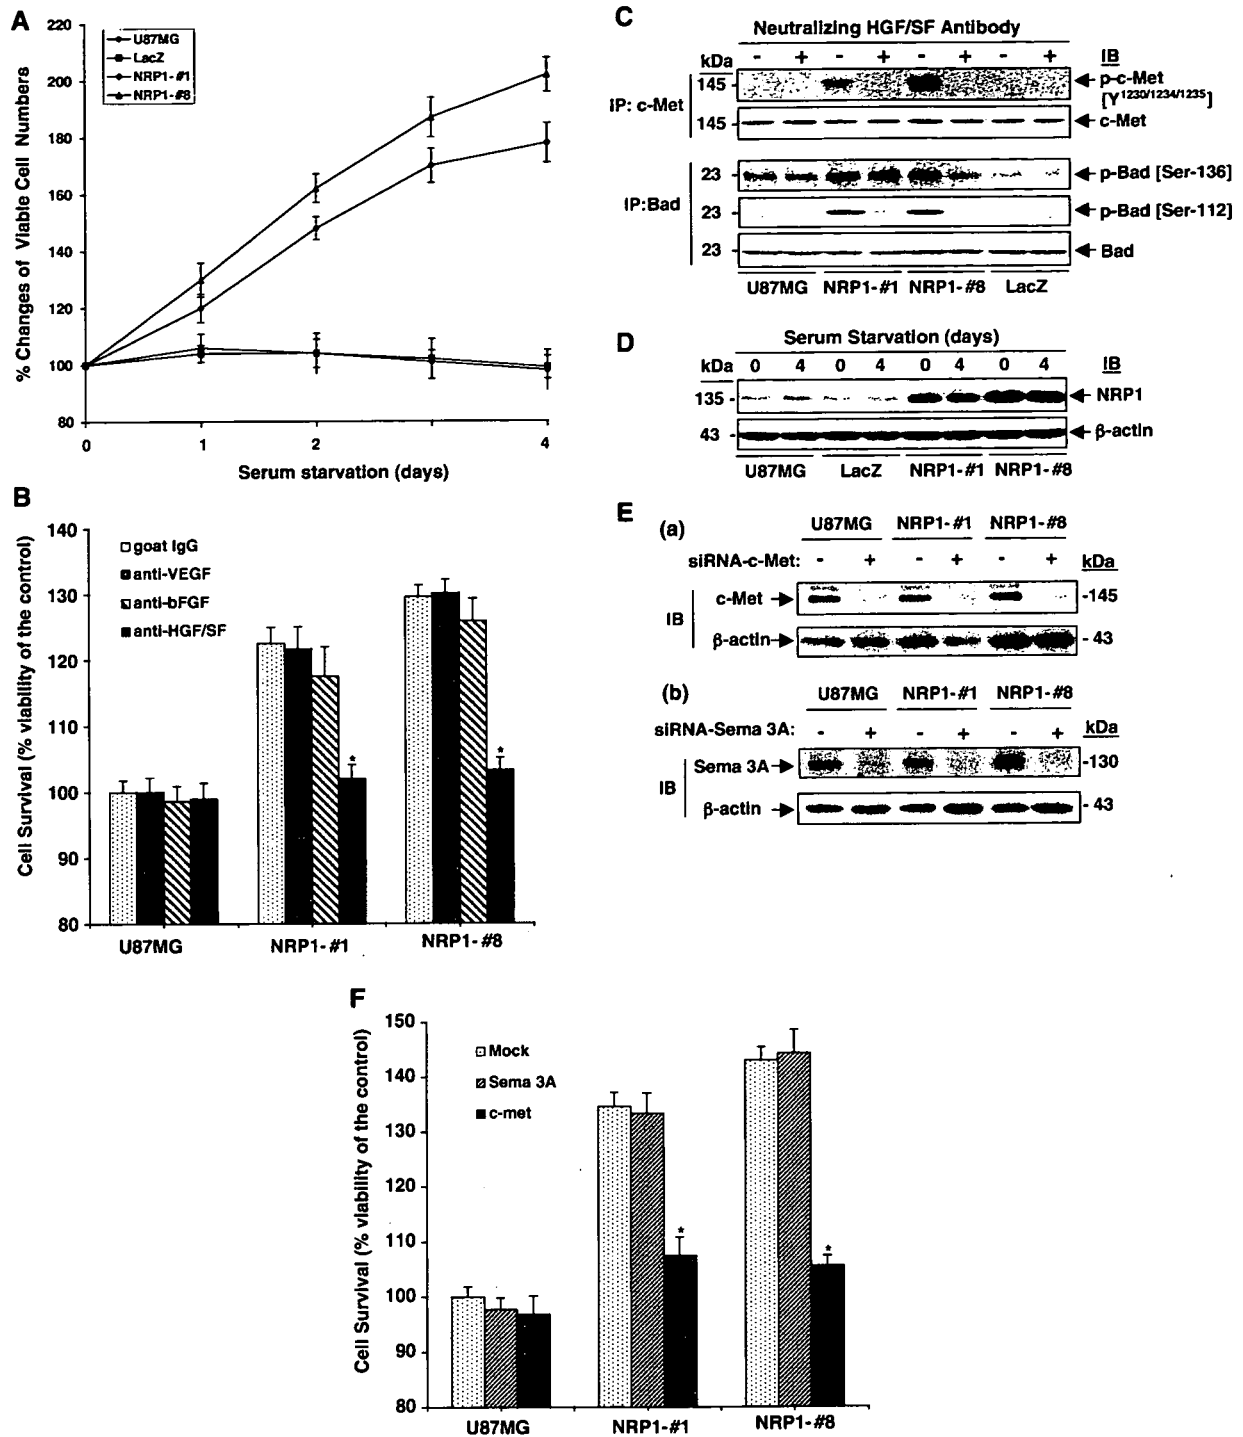 A
220
200
180
160
140
120
100
80
0
1
2
3
4
% Changes of Viable Cell Numbers
Serum starvation (days)
U87MG
LacZ
NRP1-#1
NRP1-#8
B
140
130
120
110
100
90
80
Cell Survival (% viability of the control)
goat IgG
anti-VEGF
anti-bFGF
anti-HGF/SF
*
*
U87MG
NRP1-#1
NRP1-#8
C
Neutralizing HGF/SF Antibody
kDa - + - + - + - + IB
IP: c-Met
145 - p-c-Met
[Y1230/1234/1235]
145 - c-Met
IP:Bad
23 - p-Bad [Ser-136]
23 - p-Bad [Ser-112]
23 - Bad
U87MG NRP1-#1 NRP1-#8 LacZ
D
Serum Starvation (days)
kDa 0 4 0 4 0 4 0 4 IB
135 - NRP1
43 - β-actin
U87MG LacZ NRP1-#1 NRP1-#8
E
(a)
U87MG NRP1-#1 NRP1-#8
siRNA-c-Met: - + - + - + kDa
IB
c-Met -145
β-actin - 43
(b)
U87MG NRP1-#1 NRP1-#8
siRNA-Sema 3A: - + - + - + kDa
IB
Sema 3A -130
β-actin - 43
F
150
140
130
120
110
100
90
80
Cell Survival (% viability of the control)
Mock
Sema 3A
c-met
*
*
U87MG
NRP1-#1
NRP1-#8